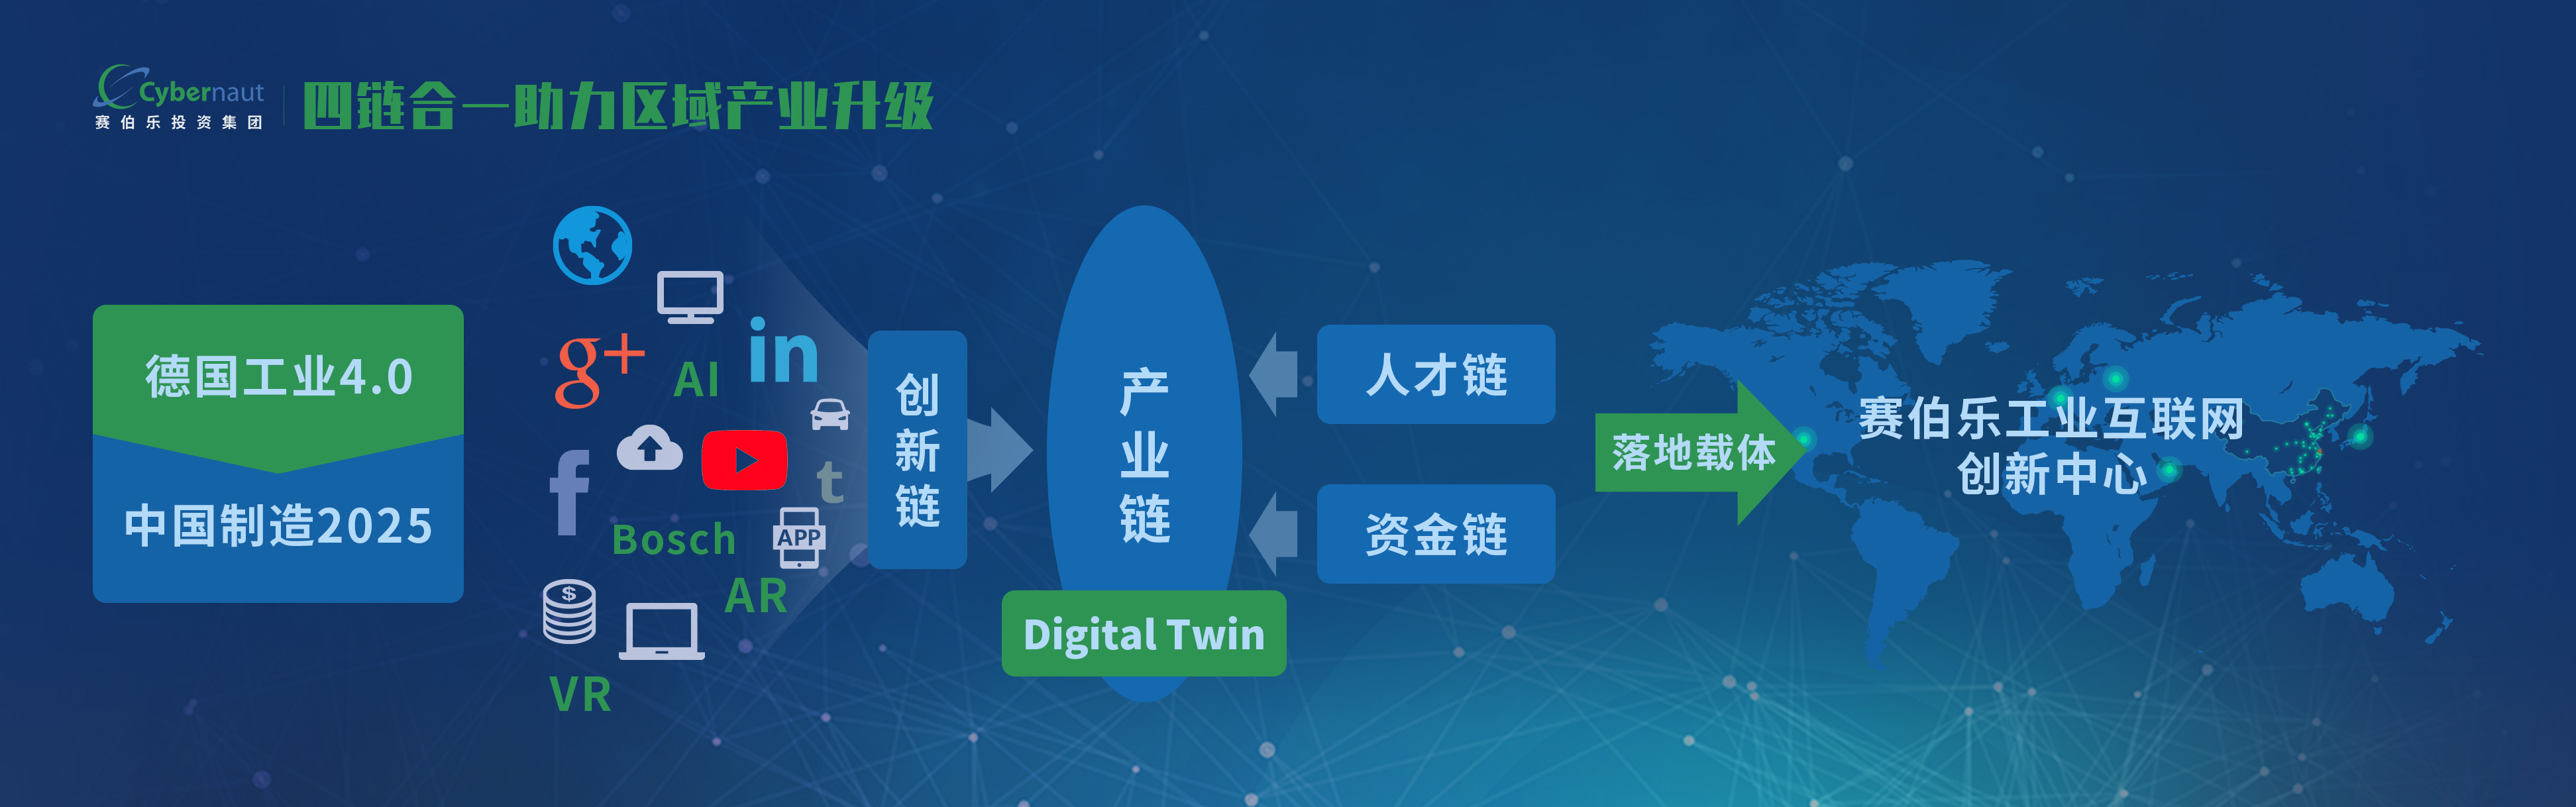 Cybernaut
赛伯乐投资集团
四链合一助力区域产业升级
德国工业4.0
中国制造2025
g+
in
AI
f
t
Bosch
APP
AR
$
VR
创新链
产业链
Digital Twin
人才链
资金链
落地载体
赛伯乐工业互联网
创新中心